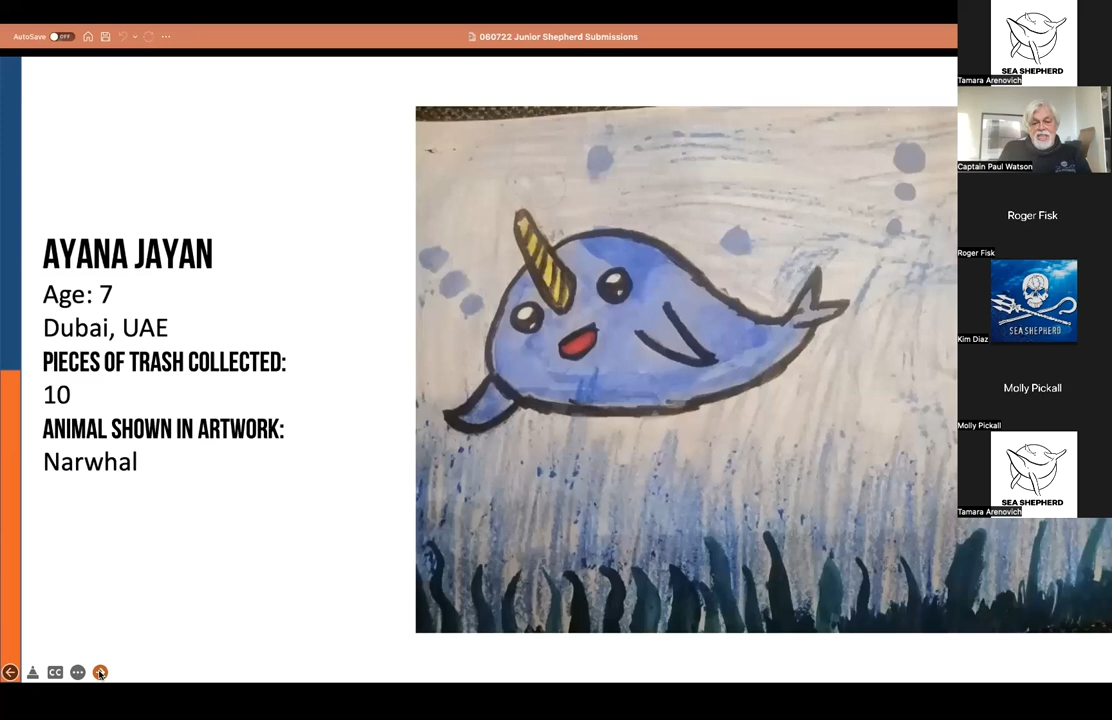 AutoSave OFF
060722 Junior Shepherd Submissions
AYANA JAYAN
Age: 7
Dubai, UAE
PIECES OF TRASH COLLECTED:
10
ANIMAL SHOWN IN ARTWORK:
Narwhal
CC
SEA SHEPHERD
Tamara Arenovich
Captain Paul Watson
Roger Fisk
Roger Fisk
SEA SHEPHERD
Kim Diaz
Molly Pickall
Molly Pickall
SEA SHEPHERD
Tamara Arenovich